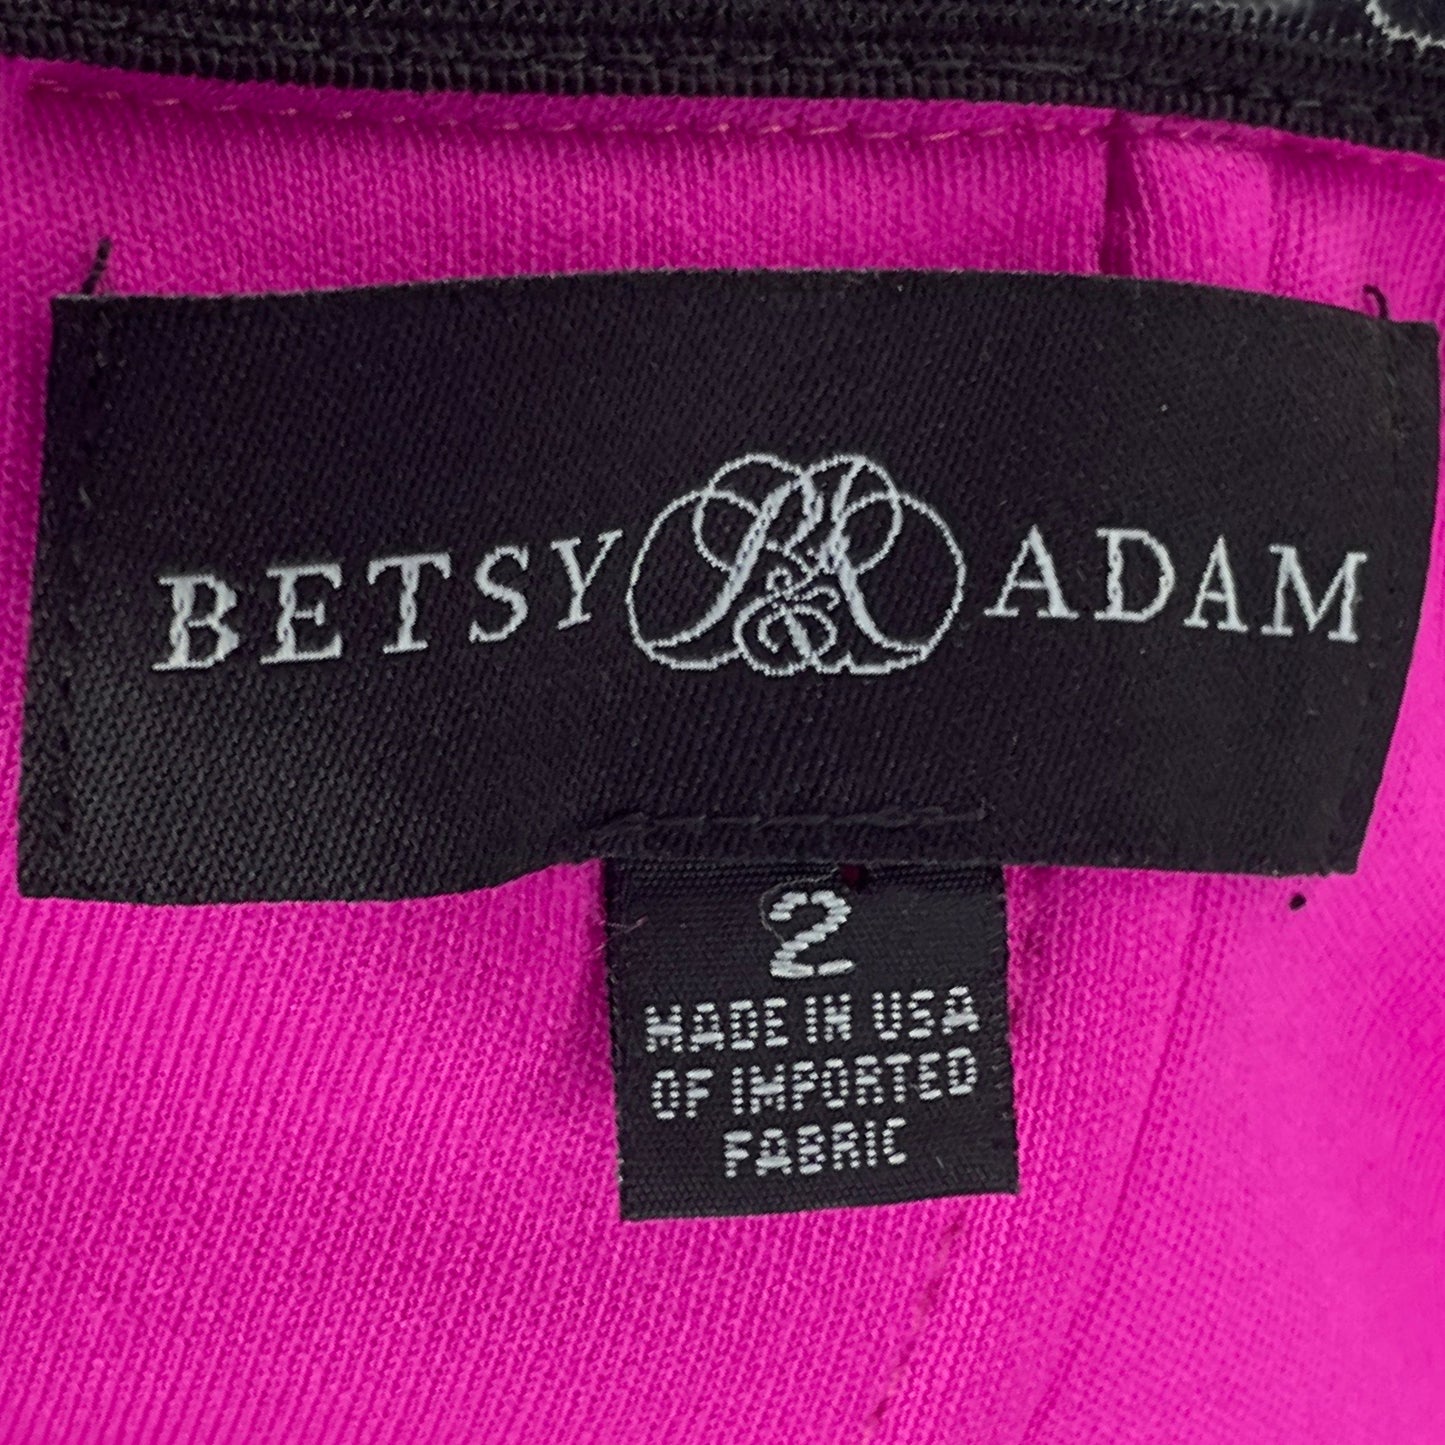 BETSY B&A ADAM
2
MADE IN USA
OF IMPORTED
FABRIC